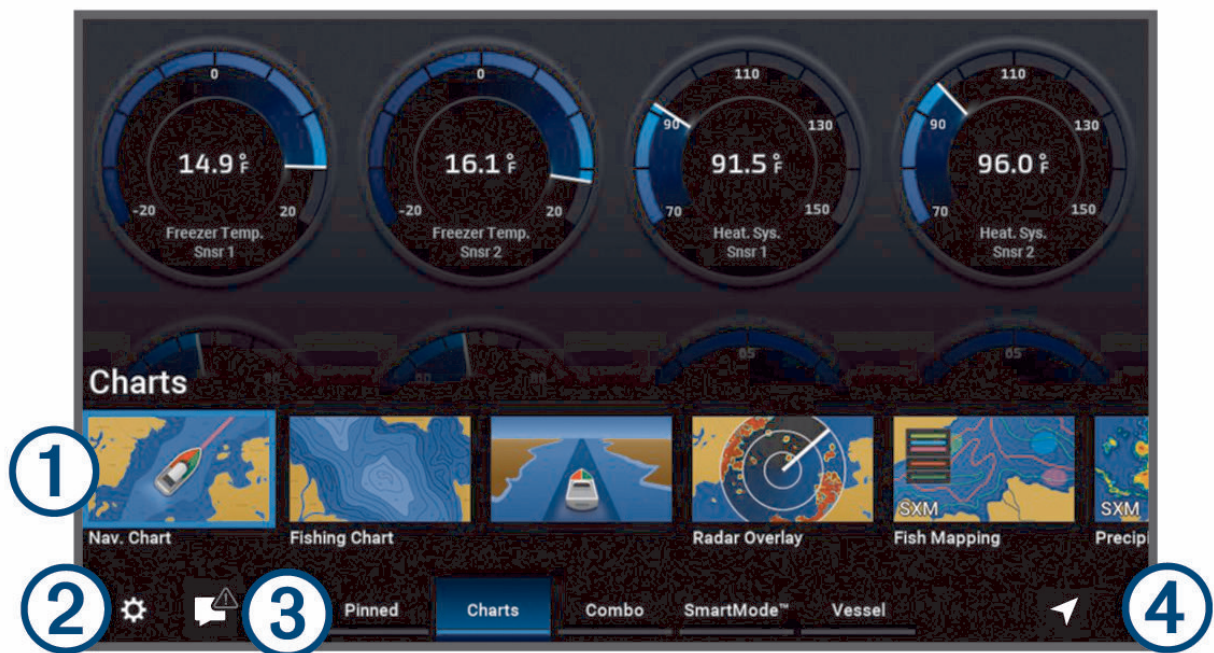 0
14.9 °F
-20
20
Freezer Temp.
Snsr 1
0
16.1 °F
-20
20
Freezer Temp.
Snsr 2
110
90
130
91.5 °F
70
150
Heat. Sys.
Snsr 1
110
90
130
96.0 °F
70
150
Heat. Sys.
Snsr 2
65
65
Charts
1
SXM
SXM
Nav. Chart
Fishing Chart
Radar Overlay
Fish Mapping
Precipi
2
3
Pinned
Charts
Combo
SmartMode™
Vessel
4